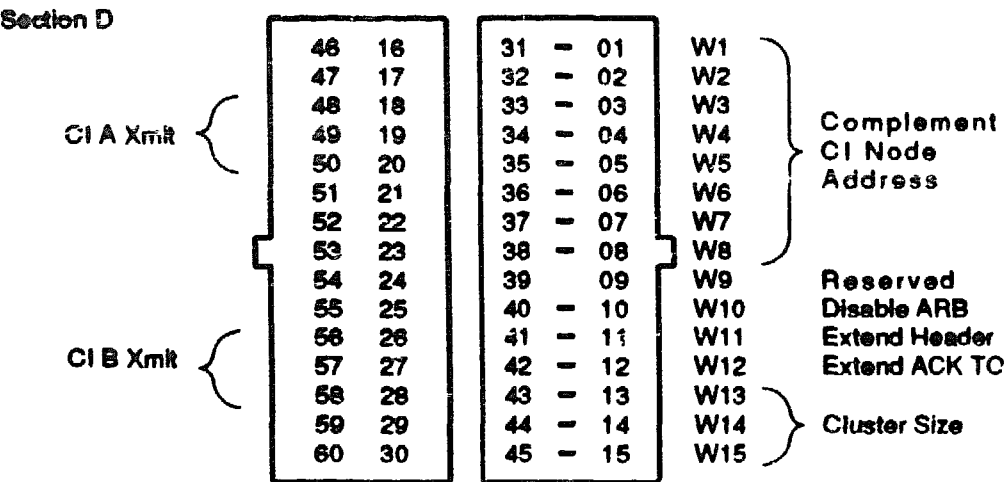 Section D
46 16 31 – 01 W1
47 17 32 – 02 W2
48 18 33 – 03 W3
CI A Xmit 49 19 34 – 04 W4 Complement
50 20 35 – 05 W5 CI Node
51 21 36 – 06 W6 Address
52 22 37 – 07 W7
53 23 38 – 08 W8
54 24 39 09 W9 Reserved
55 25 40 – 10 W10 Disable ARB
56 26 41 – 11 W11 Extend Header
CI B Xmit 57 27 42 – 12 W12 Extend ACK TO
58 28 43 – 13 W13
59 29 44 – 14 W14 Cluster Size
60 30 45 – 15 W15